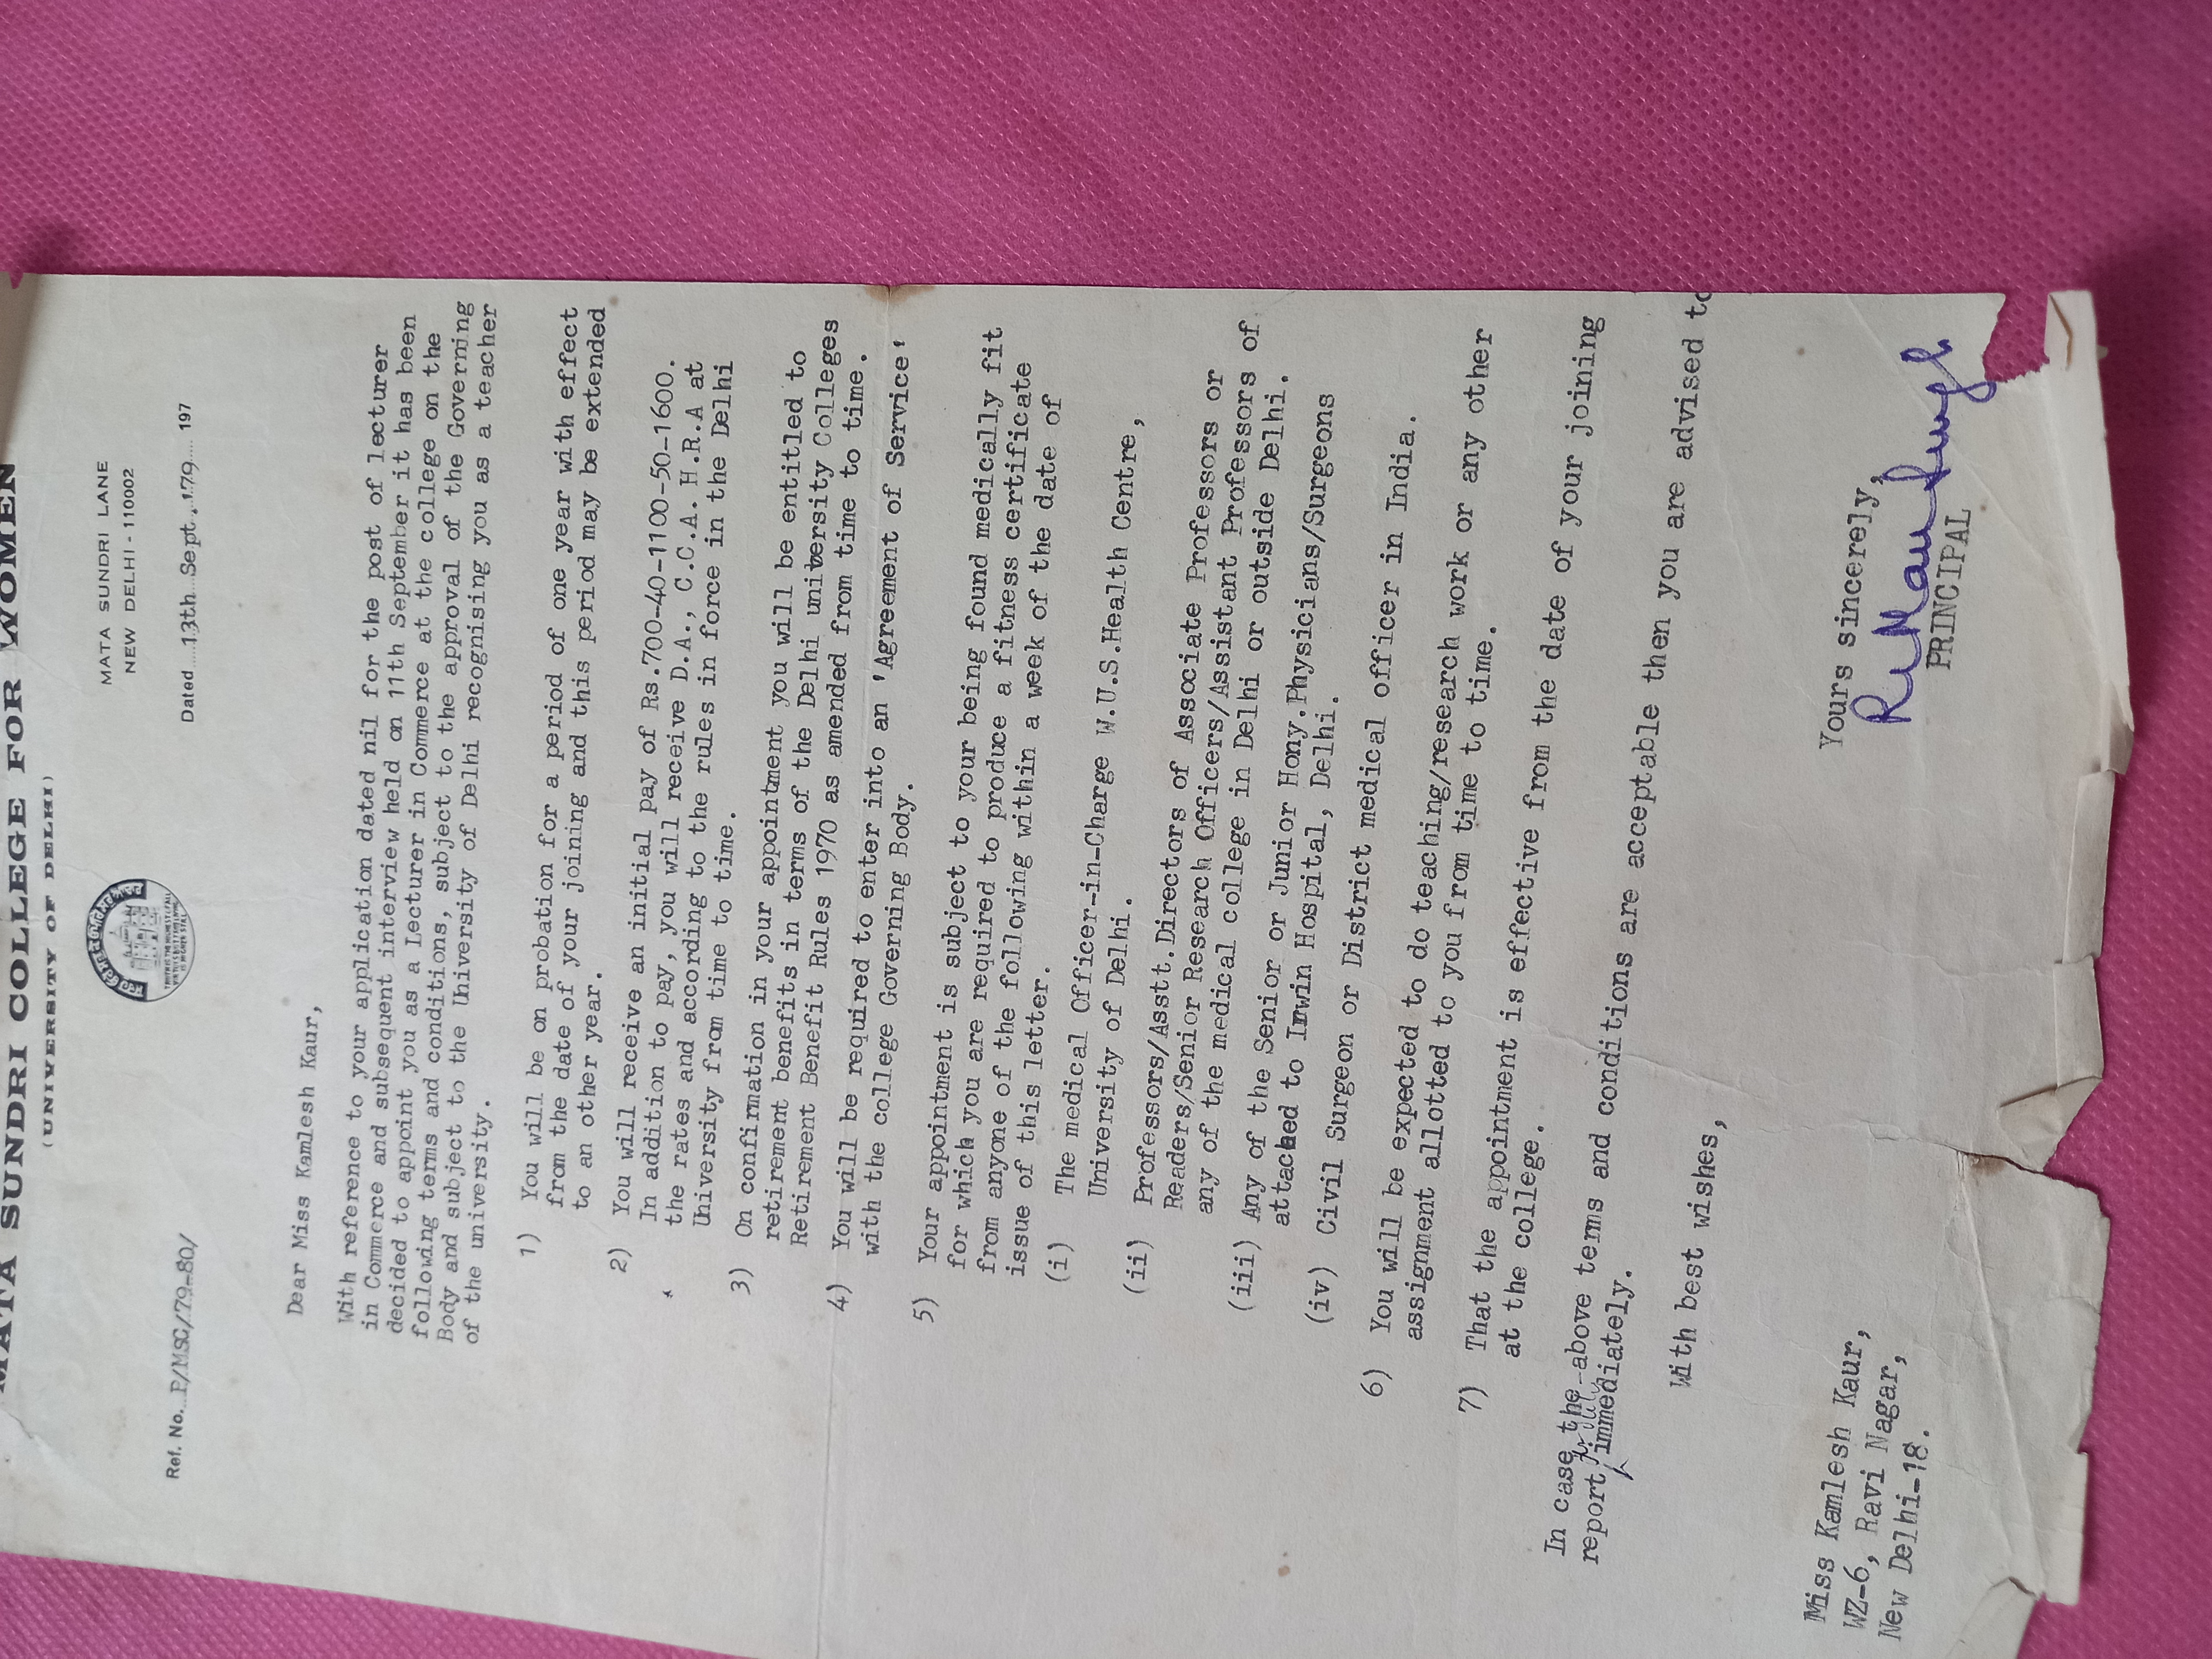 MATA SUNDRI COLLEGE FOR WOMEN
(UNIVERSITY OF DELHI)
MATA SUNDRI LANE
NEW DELHI - 110002
Ref. No. P/MSC/79-80/
Dated 13th Sept.'79 197
Dear Miss Kamlesh Kaur,
With reference to your application dated nil for the post of lecturer
in Commerce and subsequent interview held on 11th September it has been
decided to appoint you as a Lecturer in Commerce at the college on the
following terms and conditions, subject to the approval of the Governing
Body and subject to the University of Delhi recognising you as a teacher
of the university.
1) You will be on probation for a period of one year with effect
from the date of your joining and this period may be extended
to an other year.
2) You will receive an initial pay of Rs.700-40-1100-50-1600.
In addition to pay, you will receive D.A., C.C.A. H.R.A at
the rates and according to the rules in force in the Delhi
University from time to time.
3) On confirmation in your appointment you will be entitled to
retirement benefits in terms of the Delhi university Colleges
Retirement Benefit Rules 1970 as amended from time to time.
4) You will be required to enter into an 'Agreement of Service'
with the college Governing Body.
5) Your appointment is subject to your being found medically fit
for which you are required to produce a fitness certificate
from anyone of the following within a week of the date of
issue of this letter.
(i) The medical Officer-in-Charge W.U.S.Health Centre,
University of Delhi.
(ii) Professors/Asstt.Directors of Associate Professors or
Readers/Senior Research Officers/Assistant Professors of
any of the medical college in Delhi or outside Delhi.
(iii) Any of the Senior or Junior Hony.Physicians/Surgeons
attached to Irwin Hospital, Delhi.
(iv) Civil Surgeon or District medical officer in India.
6) You will be expected to do teaching/research work or any other
assignment allotted to you from time to time.
7) That the appointment is effective from the date of your joining
at the college.
In case the above terms and conditions are acceptable then you are advised to
report for duty immediately.
With best wishes,
Yours sincerely,
PRINCIPAL
Miss Kamlesh Kaur,
WZ-6, Ravi Nagar,
New Delhi-18.